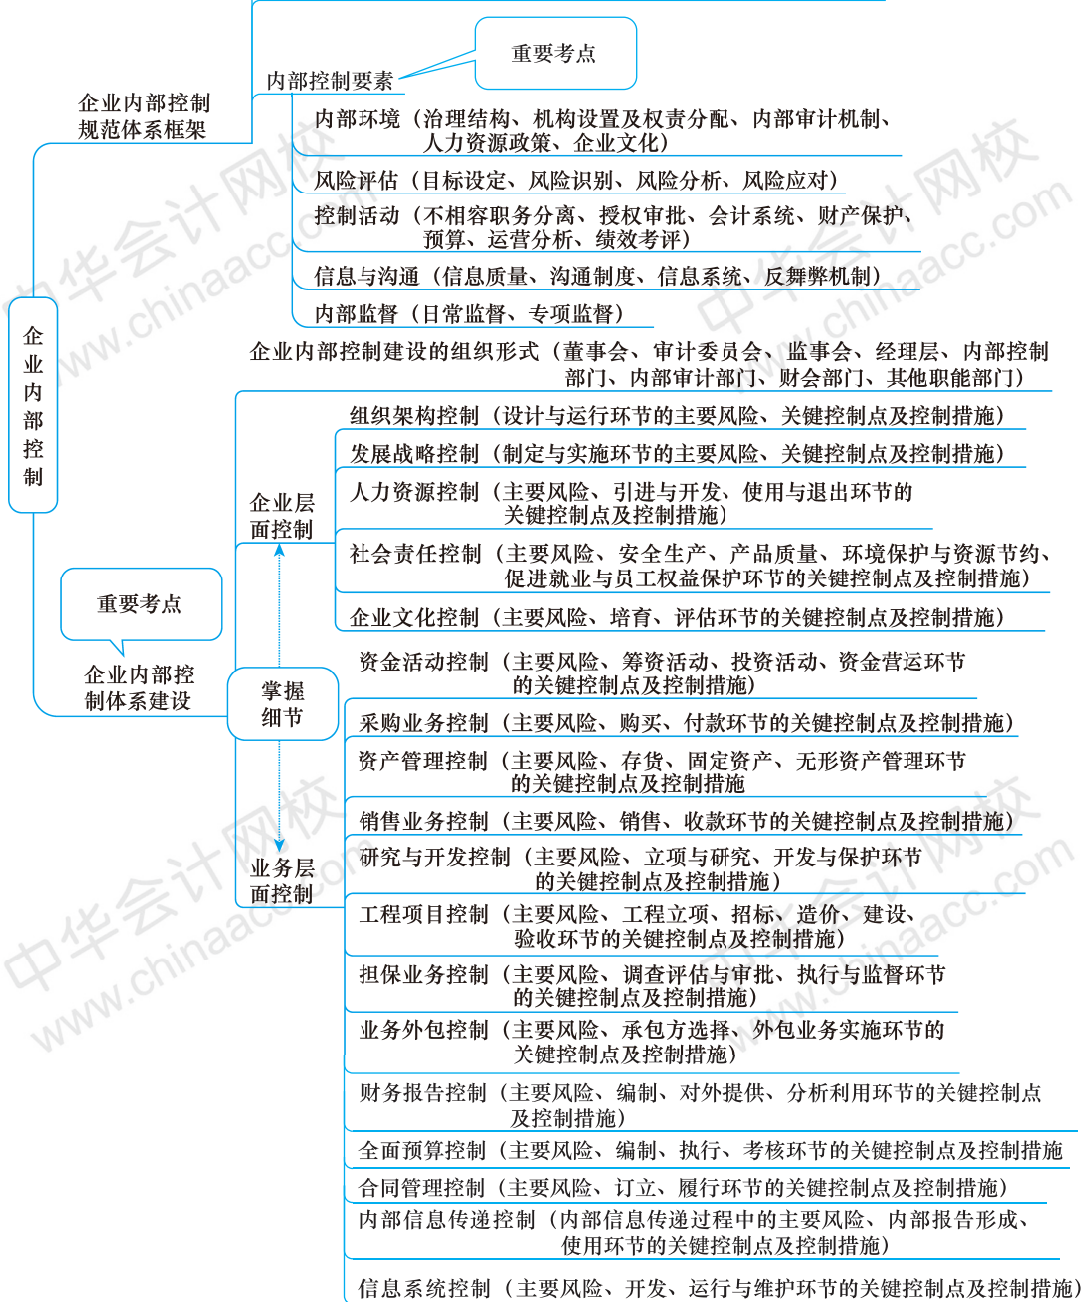 重要考点
内部控制要素
企业内部控制
规范体系框架
内部环境（治理结构、机构设置及权责分配、内部审计机制、
人力资源政策、企业文化）
风险评估（目标设定、风险识别、风险分析、风险应对）
控制活动（不相容职务分离、授权审批、会计系统、财产保护、
预算、运营分析、绩效考评）
信息与沟通（信息质量、沟通制度、信息系统、反舞弊机制）
内部监督（日常监督、专项监督）
企业内部控制
企业内部控制建设的组织形式（董事会、审计委员会、监事会、经理层、内部控制
部门、内部审计部门、财会部门、其他职能部门）
组织架构控制（设计与运行环节的主要风险、关键控制点及控制措施）
发展战略控制（制定与实施环节的主要风险、关键控制点及控制措施）
企业层
面控制
人力资源控制（主要风险、引进与开发、使用与退出环节的
关键控制点及控制措施）
社会责任控制（主要风险、安全生产、产品质量、环境保护与资源节约、
促进就业与员工权益保护环节的关键控制点及控制措施）
企业文化控制（主要风险、培育、评估环节的关键控制点及控制措施）
重要考点
企业内部控
制体系建设
掌握
细节
资金活动控制（主要风险、筹资活动、投资活动、资金营运环节
的关键控制点及控制措施）
采购业务控制（主要风险、购买、付款环节的关键控制点及控制措施）
资产管理控制（主要风险、存货、固定资产、无形资产管理环节
的关键控制点及控制措施
销售业务控制（主要风险、销售、收款环节的关键控制点及控制措施）
业务层
面控制
研究与开发控制（主要风险、立项与研究、开发与保护环节
的关键控制点及控制措施）
工程项目控制（主要风险、工程立项、招标、造价、建设、
验收环节的关键控制点及控制措施）
担保业务控制（主要风险、调查评估与审批、执行与监督环节
的关键控制点及控制措施）
业务外包控制（主要风险、承包方选择、外包业务实施环节的
关键控制点及控制措施）
财务报告控制（主要风险、编制、对外提供、分析利用环节的关键控制点
及控制措施）
全面预算控制（主要风险、编制、执行、考核环节的关键控制点及控制措施
合同管理控制（主要风险、订立、履行环节的关键控制点及控制措施）
内部信息传递控制（内部信息传递过程中的主要风险、内部报告形成、
使用环节的关键控制点及控制措施）
信息系统控制（主要风险、开发、运行与维护环节的关键控制点及控制措施）
中华会计网校
www.chinaacc.com
中华会计网校
www.chinaacc.com
中华会计网校
www.chinaacc.com
中华会计网校
www.chinaacc.com